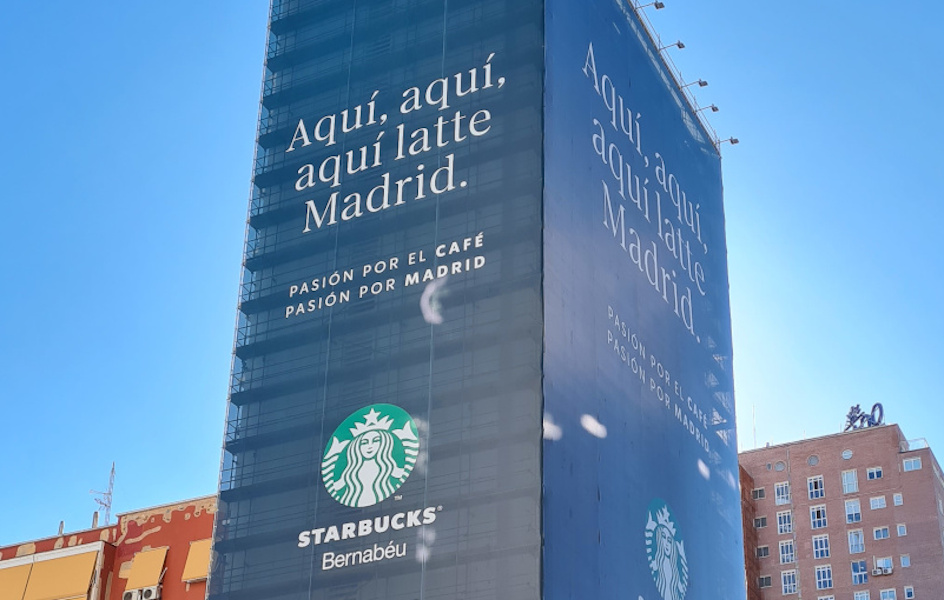 Aquí, aquí,
aquí latte
Madrid.
PASIÓN POR EL CAFÉ
PASIÓN POR MADRID
STARBUCKS®
Bernabéu
TM
Aquí, aquí,
aquí latte
Madrid.
PASIÓN POR EL CAFÉ
PASIÓN POR MADRID